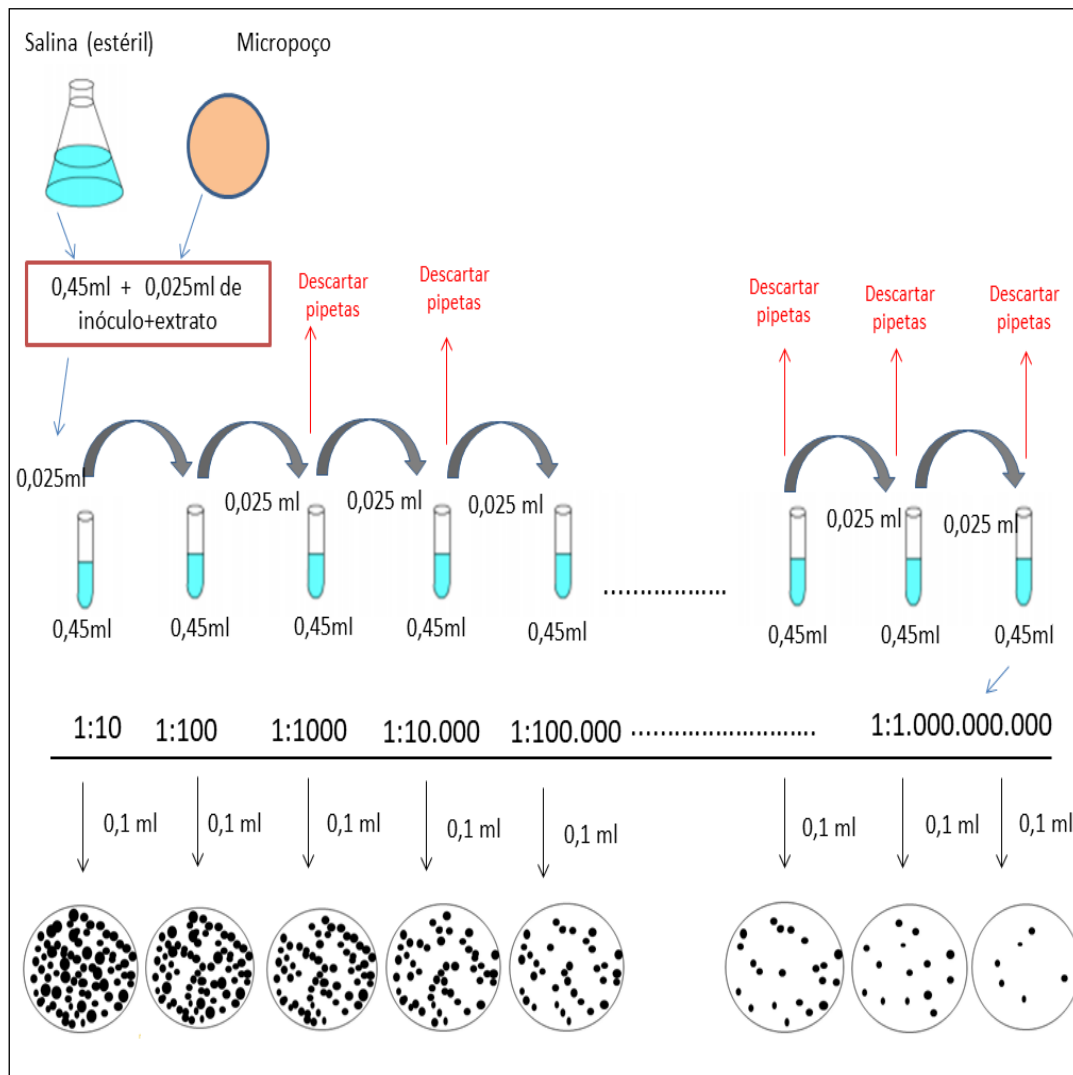 Salina (estéril)
Micropoço
0,45ml + 0,025ml de
inóculo+extrato
Descartar
pipetas
Descartar
pipetas
Descartar
pipetas
Descartar
pipetas
Descartar
pipetas
0,025ml
0,025 ml
0,025 ml
0,025 ml
0,025 ml
0,025 ml
0,45ml
0,45ml
0,45ml
0,45ml
0,45ml
.....................
0,45ml
0,45ml
0,45ml
1:10
1:100
1:1000
1:10.000
1:100.000
............................
1:1.000.000.000
0,1 ml
0,1 ml
0,1 ml
0,1 ml
0,1 ml
0,1 ml
0,1 ml
0,1 ml